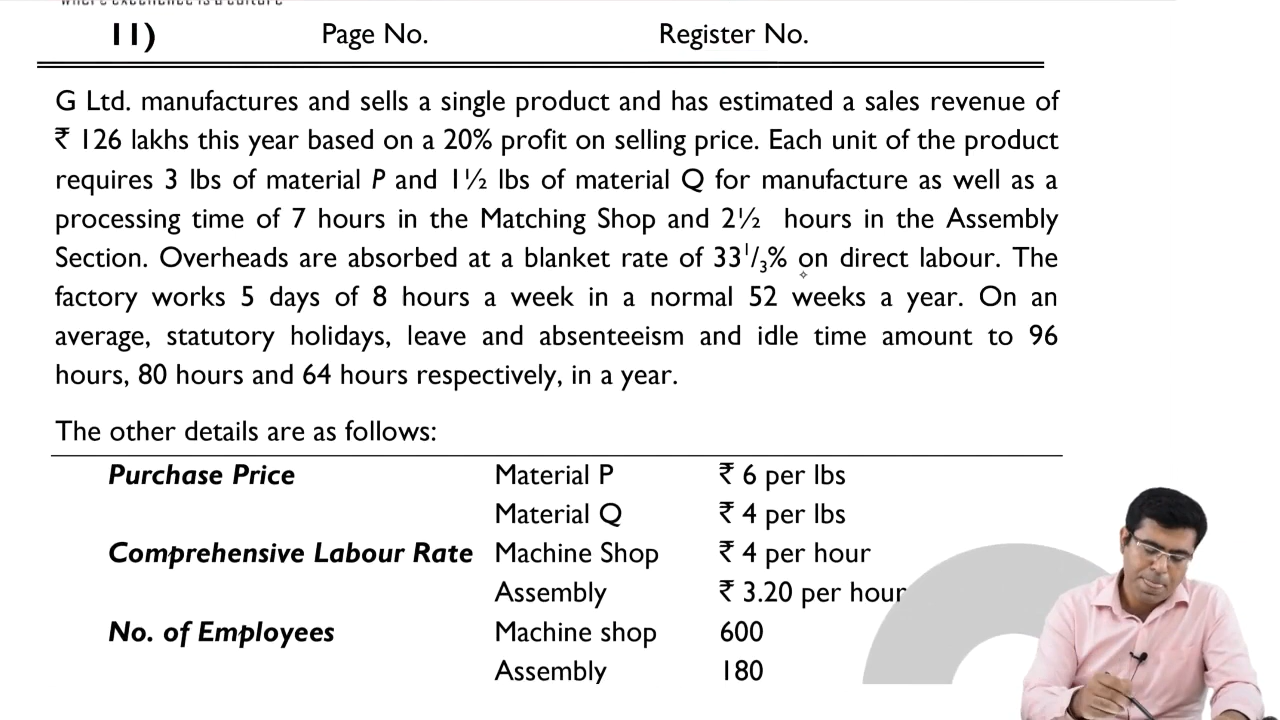 where excellence is a culture
11) Page No. Register No.
G Ltd. manufactures and sells a single product and has estimated a sales revenue of
₹ 126 lakhs this year based on a 20% profit on selling price. Each unit of the product
requires 3 lbs of material P and 1½ lbs of material Q for manufacture as well as a
processing time of 7 hours in the Matching Shop and 2½ hours in the Assembly
Section. Overheads are absorbed at a blanket rate of 33¹/₃% on direct labour. The
factory works 5 days of 8 hours a week in a normal 52 weeks a year. On an
average, statutory holidays, leave and absenteeism and idle time amount to 96
hours, 80 hours and 64 hours respectively, in a year.
The other details are as follows:
Purchase Price Material P ₹ 6 per lbs
Material Q ₹ 4 per lbs
Comprehensive Labour Rate Machine Shop ₹ 4 per hour
Assembly ₹ 3.20 per hour
No. of Employees Machine shop 600
Assembly 180